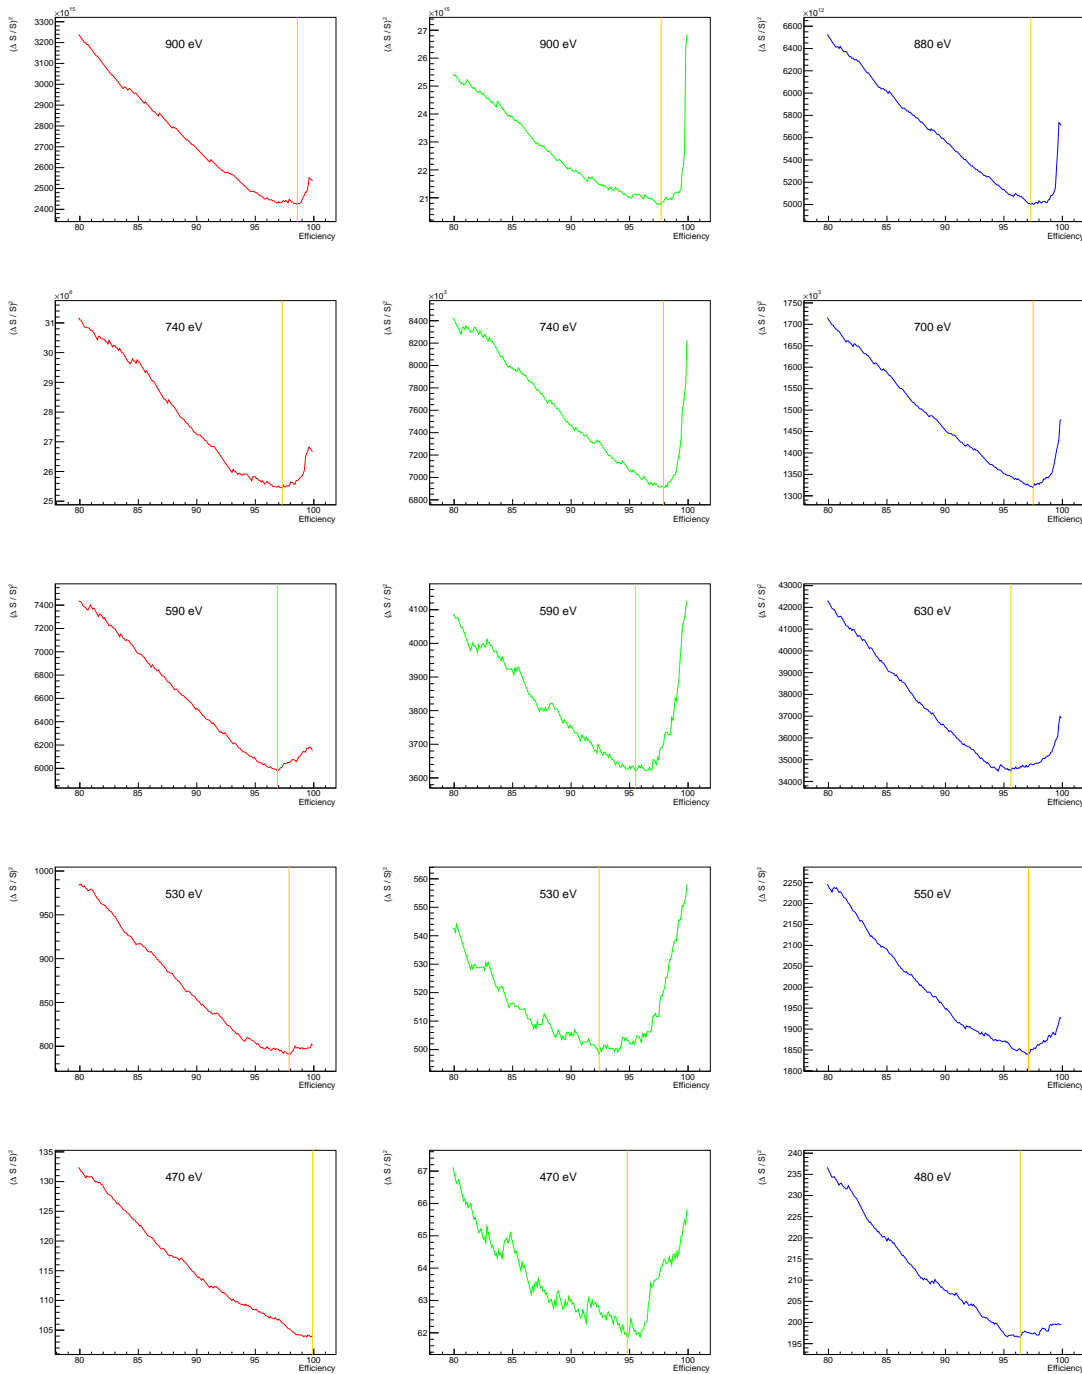 ×10¹⁵ ×10¹⁵ ×10¹²
(Δ S / S)² (Δ S / S)² (Δ S / S)²
900 eV 900 eV 880 eV
3300 3200 3100 3000 2900 2800 2700 2600 2500 2400
27 26 25 24 23 22 21
6600 6400 6200 6000 5800 5600 5400 5200 5000
80 85 90 95 100 80 85 90 95 100 80 85 90 95 100
Efficiency Efficiency Efficiency
×10⁶ ×10³ ×10³
(Δ S / S)² (Δ S / S)² (Δ S / S)²
740 eV 740 eV 700 eV
31 30 29 28 27 26 25
8400 8200 8000 7800 7600 7400 7200 7000 6800
1750 1700 1650 1600 1550 1500 1450 1400 1350 1300
80 85 90 95 100 80 85 90 95 100 80 85 90 95 100
Efficiency Efficiency Efficiency
(Δ S / S)² (Δ S / S)² (Δ S / S)²
590 eV 590 eV 630 eV
7400 7200 7000 6800 6600 6400 6200 6000
4100 4000 3900 3800 3700 3600
43000 42000 41000 40000 39000 38000 37000 36000 35000 34000
80 85 90 95 100 80 85 90 95 100 80 85 90 95 100
Efficiency Efficiency Efficiency
(Δ S / S)² (Δ S / S)² (Δ S / S)²
530 eV 530 eV 550 eV
1000 950 900 850 800
560 550 540 530 520 510 500
2250 2200 2150 2100 2050 2000 1950 1900 1850 1800
80 85 90 95 100 80 85 90 95 100 80 85 90 95 100
Efficiency Efficiency Efficiency
(Δ S / S)² (Δ S / S)² (Δ S / S)²
470 eV 470 eV 480 eV
135 130 125 120 115 110 105
67 66 65 64 63 62
240 235 230 225 220 215 210 205 200 195
80 85 90 95 100 80 85 90 95 100 80 85 90 95 100
Efficiency Efficiency Efficiency